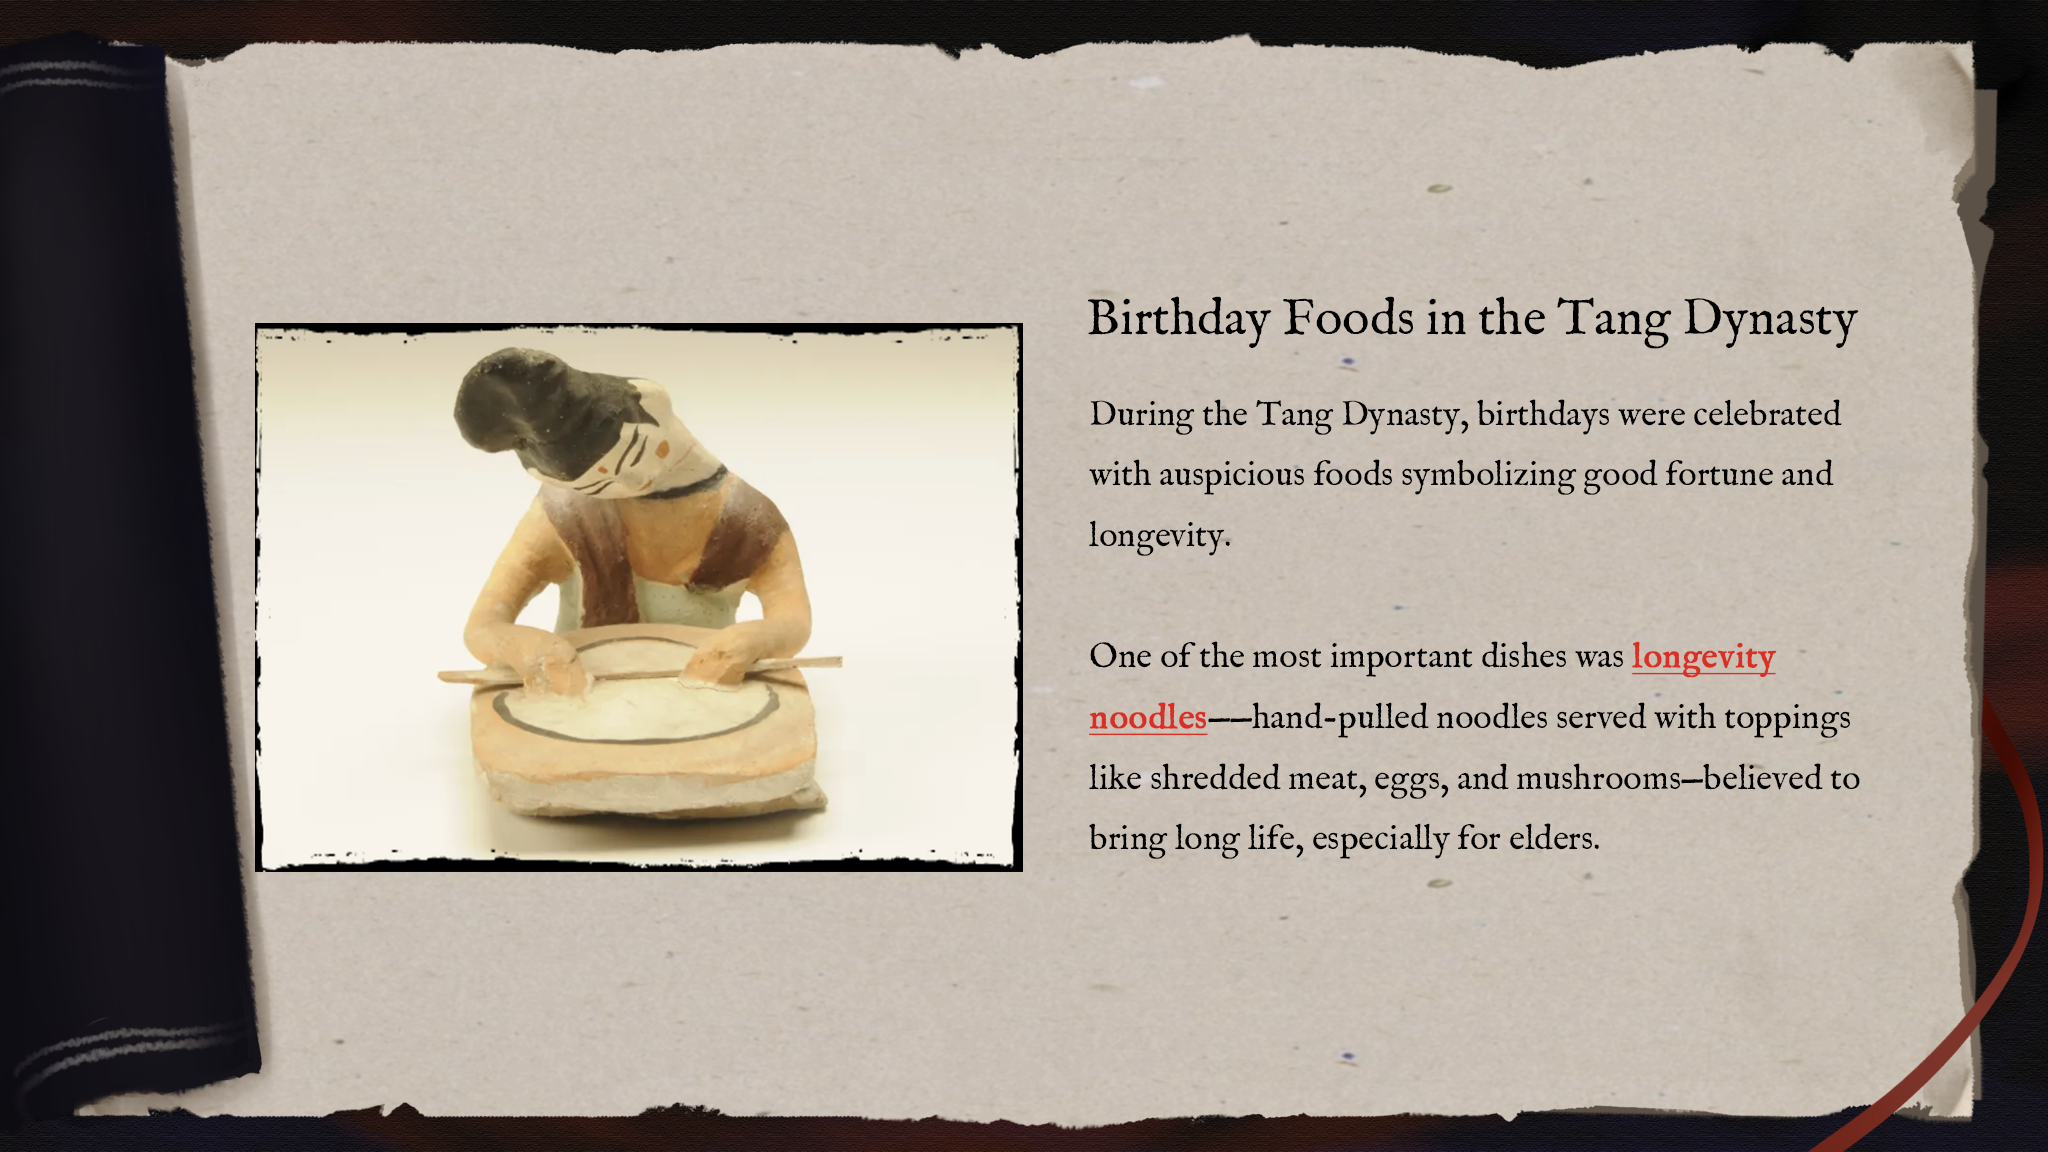 Birthday Foods in the Tang Dynasty
During the Tang Dynasty, birthdays were celebrated
with auspicious foods symbolizing good fortune and
longevity.
One of the most important dishes was longevity
noodles——hand-pulled noodles served with toppings
like shredded meat, eggs, and mushrooms—believed to
bring long life, especially for elders.